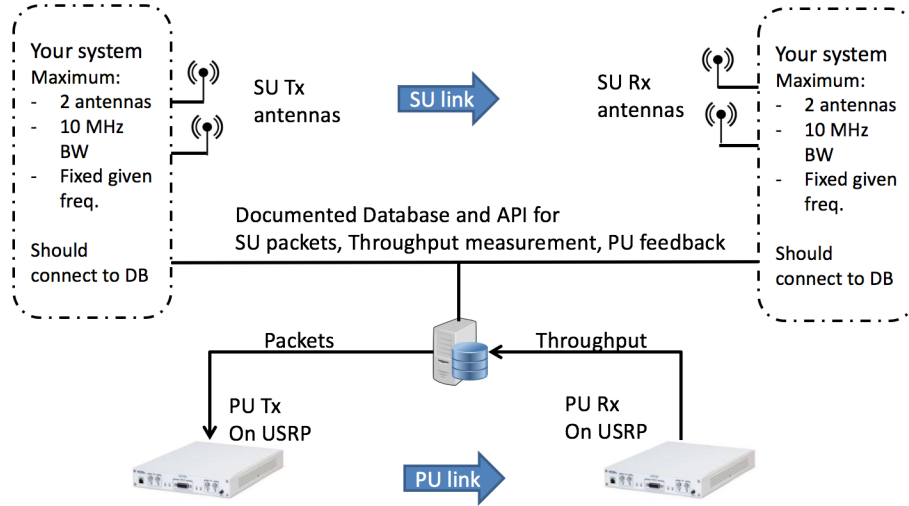 Your system
Maximum:
- 2 antennas
- 10 MHz
BW
- Fixed given
freq.
Should
connect to DB
SU Tx
antennas
SU link
SU Rx
antennas
Your system
Maximum:
- 2 antennas
- 10 MHz
BW
- Fixed given
freq.
Should
connect to DB
Documented Database and API for
SU packets, Throughput measurement, PU feedback
Packets
Throughput
PU Tx
On USRP
PU Rx
On USRP
PU link